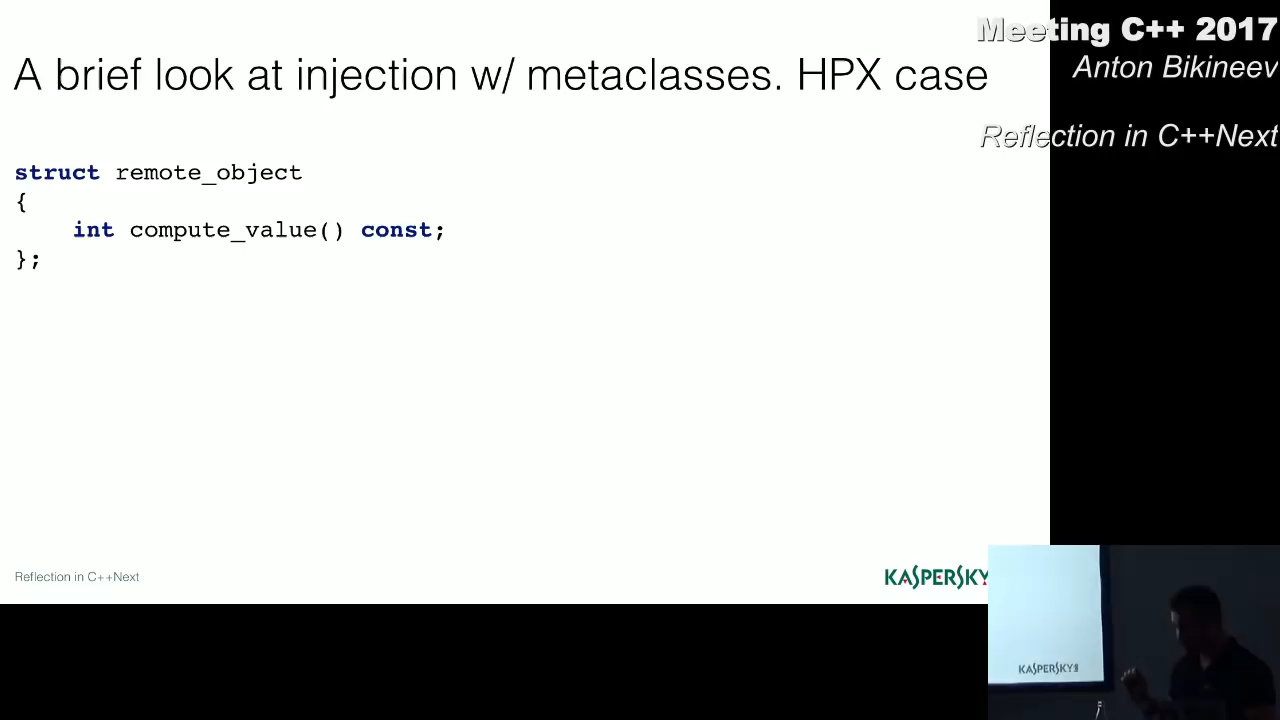 Meeting C++ 2017
Anton Bikineev
Reflection in C++Next
A brief look at injection w/ metaclasses. HPX case
struct remote_object
{
    int compute_value() const;
};
Reflection in C++Next
KASPERSKY
KASPERSKY